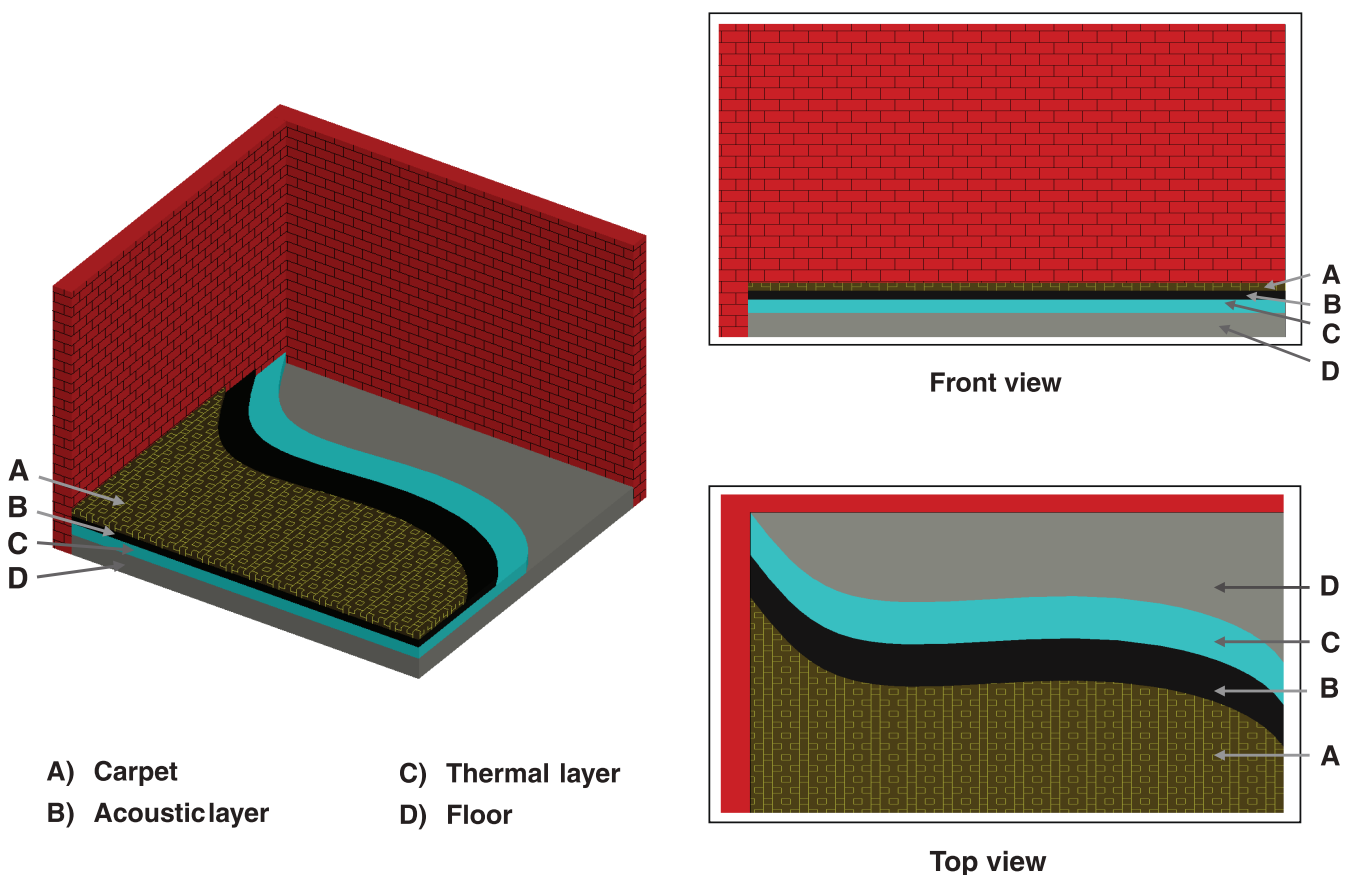 A
B
C
D
A
B
C
D
Front view
D
C
B
A
Top view
A) Carpet
B) Acoustic layer
C) Thermal layer
D) Floor